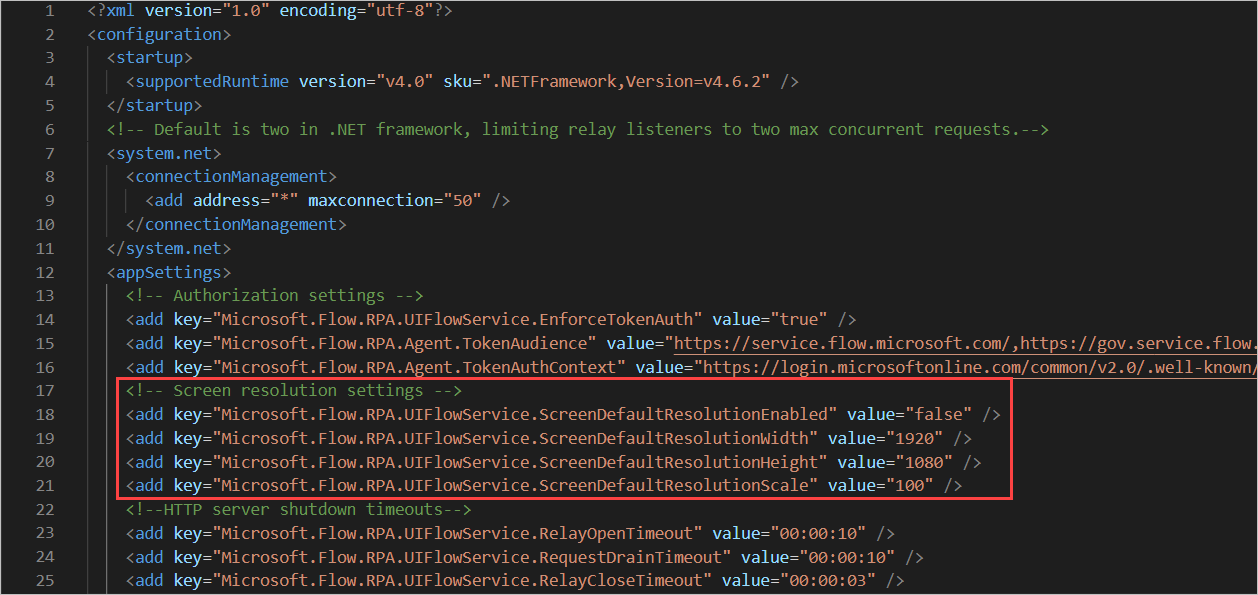 1 <?xml version="1.0" encoding="utf-8"?>
2 <configuration>
3 <startup>
4 <supportedRuntime version="v4.0" sku=".NETFramework,Version=v4.6.2" />
5 </startup>
6 <!-- Default is two in .NET framework, limiting relay listeners to two max concurrent requests.-->
7 <system.net>
8 <connectionManagement>
9 <add address="*" maxconnection="50" />
10 </connectionManagement>
11 </system.net>
12 <appSettings>
13 <!-- Authorization settings -->
14 <add key="Microsoft.Flow.RPA.UIFlowService.EnforceTokenAuth" value="true" />
15 <add key="Microsoft.Flow.RPA.Agent.TokenAudience" value="https://service.flow.microsoft.com/,https://gov.service.flow.
16 <add key="Microsoft.Flow.RPA.Agent.TokenAuthContext" value="https://login.microsoftonline.com/common/v2.0/.well-known/
17 <!-- Screen resolution settings -->
18 <add key="Microsoft.Flow.RPA.UIFlowService.ScreenDefaultResolutionEnabled" value="false" />
19 <add key="Microsoft.Flow.RPA.UIFlowService.ScreenDefaultResolutionWidth" value="1920" />
20 <add key="Microsoft.Flow.RPA.UIFlowService.ScreenDefaultResolutionHeight" value="1080" />
21 <add key="Microsoft.Flow.RPA.UIFlowService.ScreenDefaultResolutionScale" value="100" />
22 <!--HTTP server shutdown timeouts-->
23 <add key="Microsoft.Flow.RPA.UIFlowService.RelayOpenTimeout" value="00:00:10" />
24 <add key="Microsoft.Flow.RPA.UIFlowService.RequestDrainTimeout" value="00:00:10" />
25 <add key="Microsoft.Flow.RPA.UIFlowService.RelayCloseTimeout" value="00:00:03" />